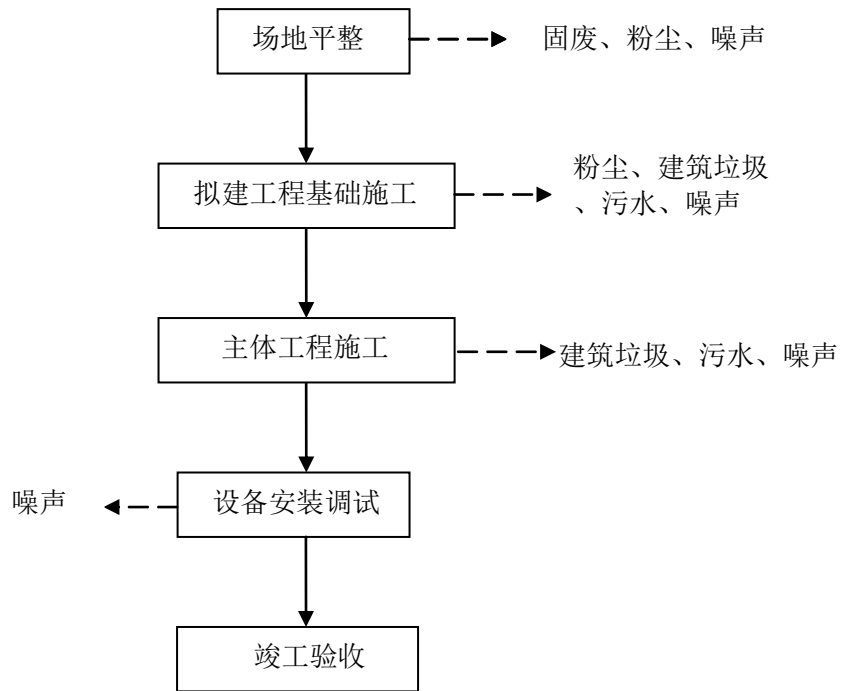 场地平整
固废、粉尘、噪声
拟建工程基础施工
粉尘、建筑垃圾
、污水、噪声
主体工程施工
建筑垃圾、污水、噪声
噪声
设备安装调试
竣工验收